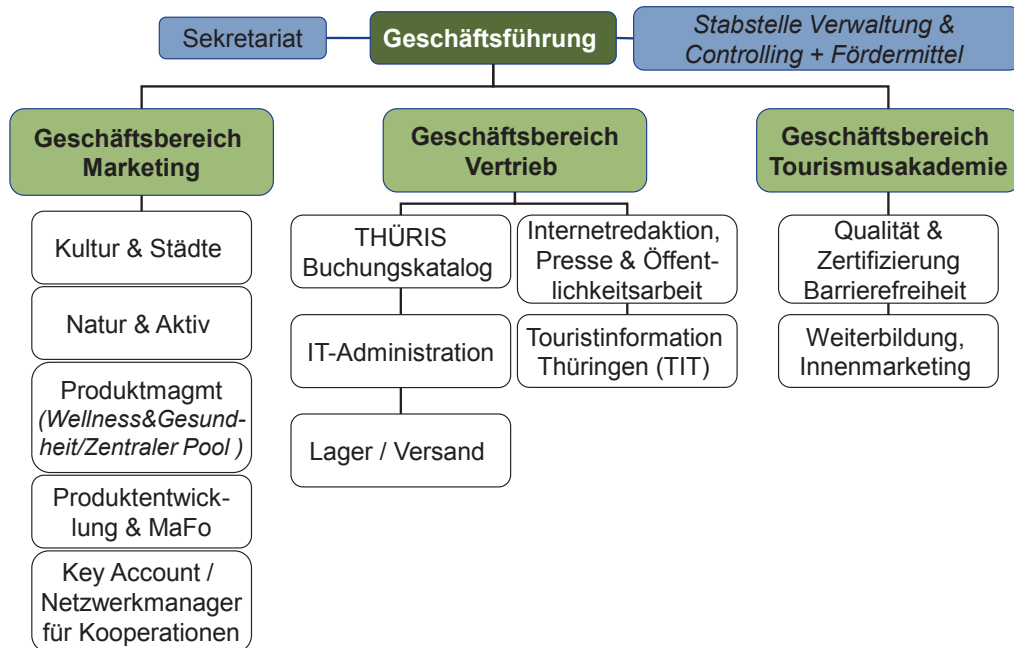 Sekretariat
Geschäftsführung
Stabstelle Verwaltung &
Controlling + Fördermittel
Geschäftsbereich
Marketing
Kultur & Städte
Natur & Aktiv
Produktmagmt
(Wellness&Gesund-
heit/Zentraler Pool )
Produktentwick-
lung & MaFo
Key Account /
Netzwerkmanager
für Kooperationen
Geschäftsbereich
Vertrieb
THÜRIS
Buchungskatalog
IT-Administration
Lager / Versand
Internetredaktion,
Presse & Öffent-
lichkeitsarbeit
Touristinformation
Thüringen (TIT)
Geschäftsbereich
Tourismusakademie
Qualität &
Zertifizierung
Barrierefreiheit
Weiterbildung,
Innenmarketing